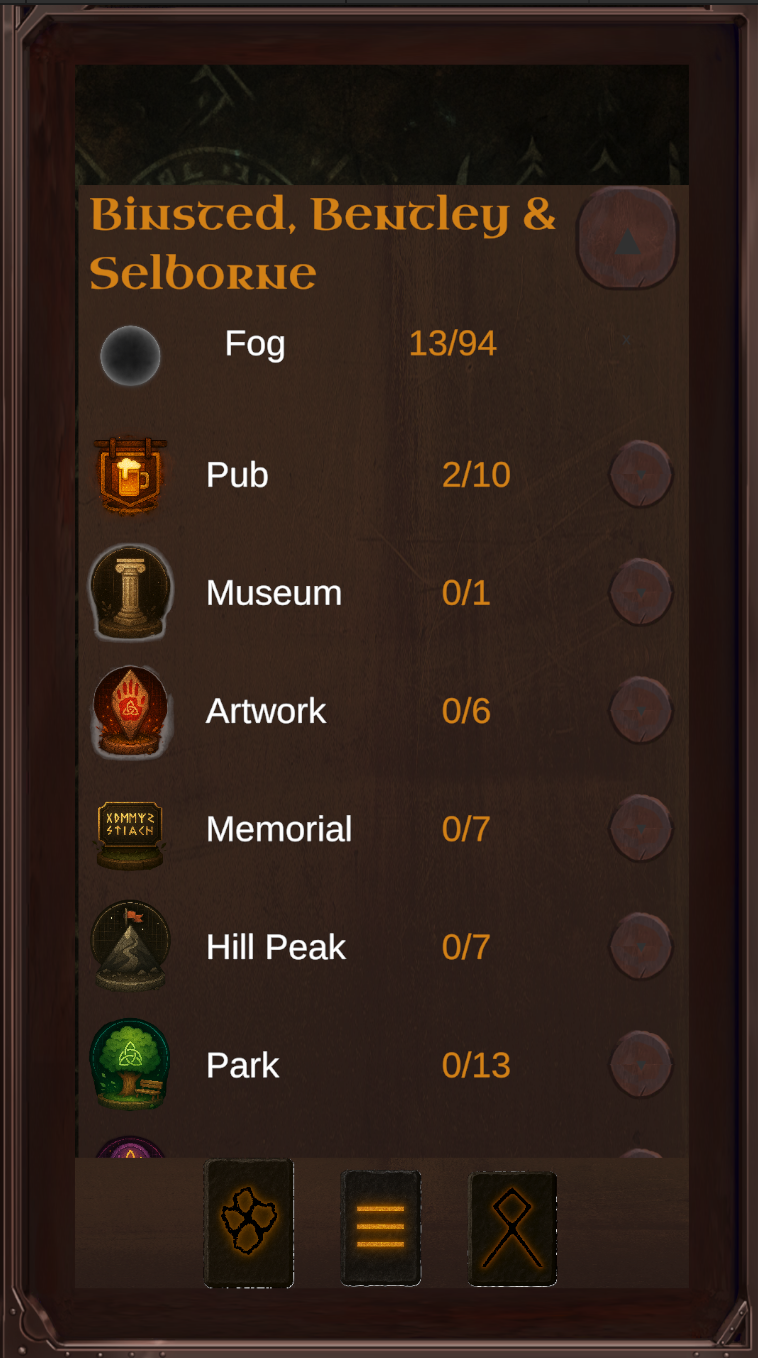 Binsted, Bentley &
Selborne
Fog 13/94
Pub 2/10
Museum 0/1
Artwork 0/6
Memorial 0/7
Hill Peak 0/7
Park 0/13